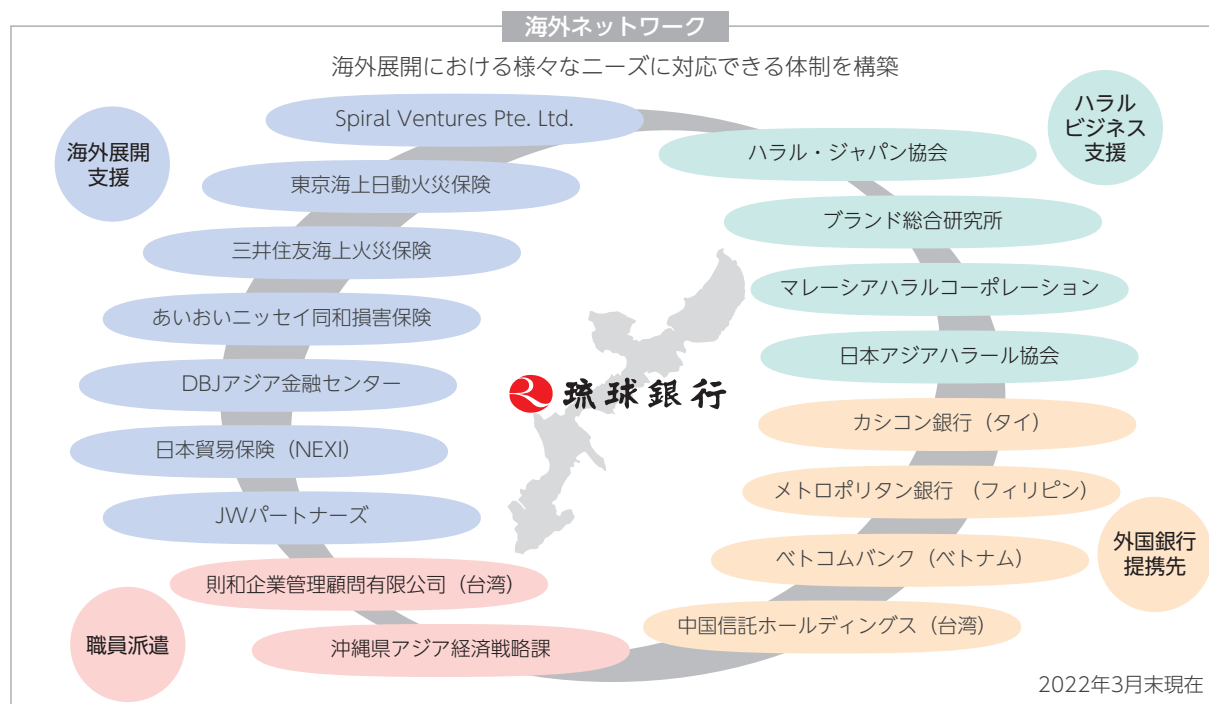 海外ネットワーク
海外展開における様々なニーズに対応できる体制を構築
海外展開
支援
Spiral Ventures Pte. Ltd.
東京海上日動火災保険
三井住友海上火災保険
あいおいニッセイ同和損害保険
DBJアジア金融センター
日本貿易保険（NEXI）
JWパートナーズ
職員派遣
則和企業管理顧問有限公司（台湾）
沖縄県アジア経済戦略課
琉球銀行
ハラル
ビジネス
支援
ハラル・ジャパン協会
ブランド総合研究所
マレーシアハラルコーポレーション
日本アジアハラール協会
外国銀行
提携先
カシコン銀行（タイ）
メトロポリタン銀行 （フィリピン）
ベトコムバンク（ベトナム）
中国信託ホールディングス（台湾）
2022年3月末現在